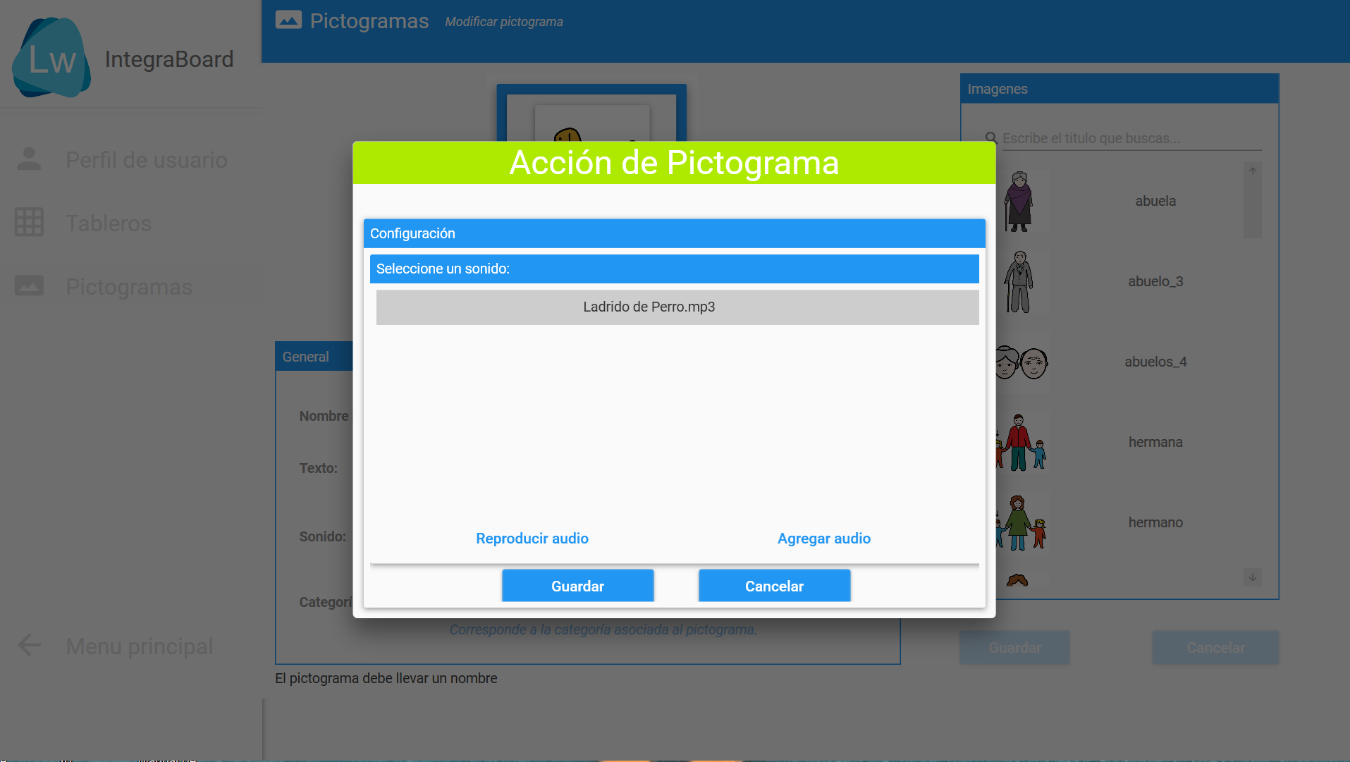 Lw
IntegraBoard
Pictogramas Modificar pictograma
Perfil de usuario
Tableros
Pictogramas
Menu principal
Acción de Pictograma
Configuración
Seleccione un sonido:
Ladrido de Perro.mp3
Reproducir audio
Agregar audio
Guardar
Cancelar
General
Nombre
Texto:
Sonido:
Categorí
Corresponde a la categoría asociada al pictograma.
El pictograma debe llevar un nombre
Imagenes
Escribe el titulo que buscas...
abuela
abuelo_3
abuelos_4
hermana
hermano
Guardar
Cancelar